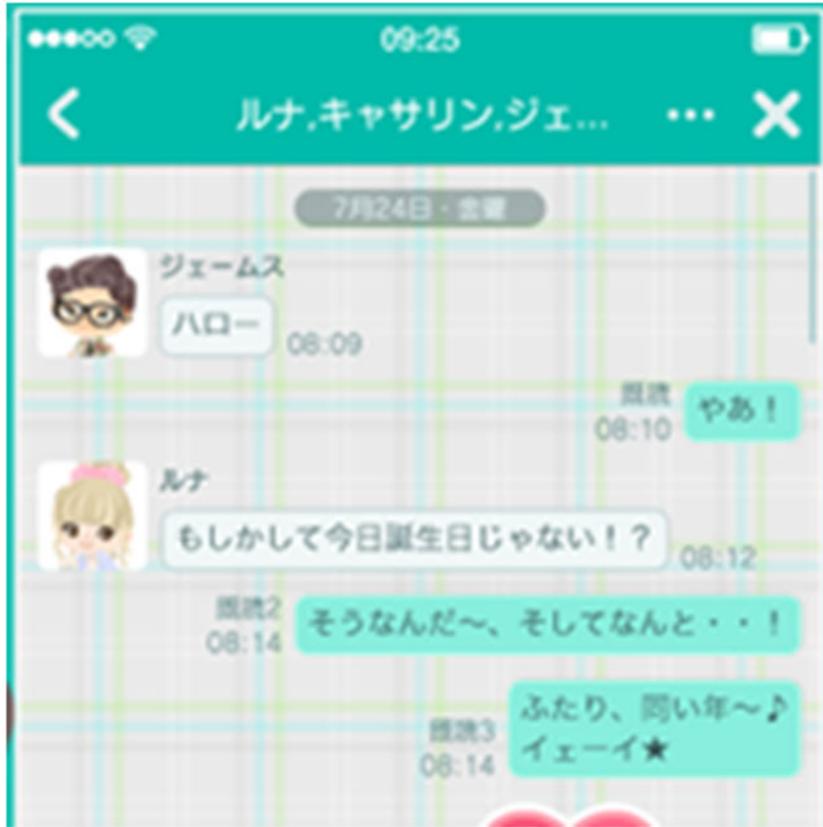 09:25
ルナ,キャサリン,ジェ...
7月24日・金曜
ジェームス
ハロー
08:09
既読
08:10
やあ！
ルナ
もしかして今日誕生日じゃない！？
08:12
既読2
08:14
そうなんだ〜、そしてなんと・・！
ふたり、同い年〜♪
イェーイ★
既読3
08:14